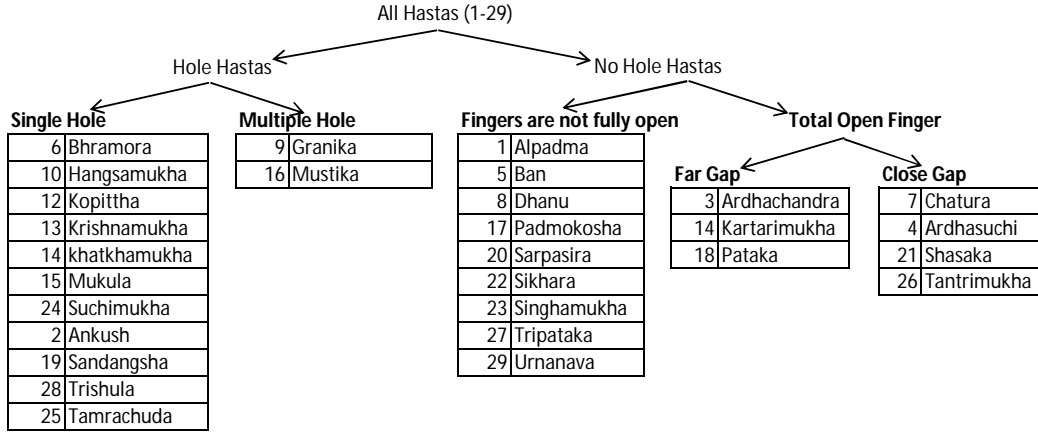 All Hastas (1-29)
Hole Hastas
No Hole Hastas
Single Hole
6 Bhramora
10 Hangsamukha
12 Kopittha
13 Krishnamukha
14 khatkhamukha
15 Mukula
24 Suchimukha
2 Ankush
19 Sandangsha
28 Trishula
25 Tamrachuda
Multiple Hole
9 Granika
16 Mustika
Fingers are not fully open
1 Alpadma
5 Ban
8 Dhanu
17 Padmokosha
20 Sarpasira
22 Sikhara
23 Singhamukha
27 Tripataka
29 Urnanava
Total Open Finger
Far Gap
3 Ardhachandra
14 Kartarimukha
18 Pataka
Close Gap
7 Chatura
4 Ardhasuchi
21 Shasaka
26 Tantrimukha